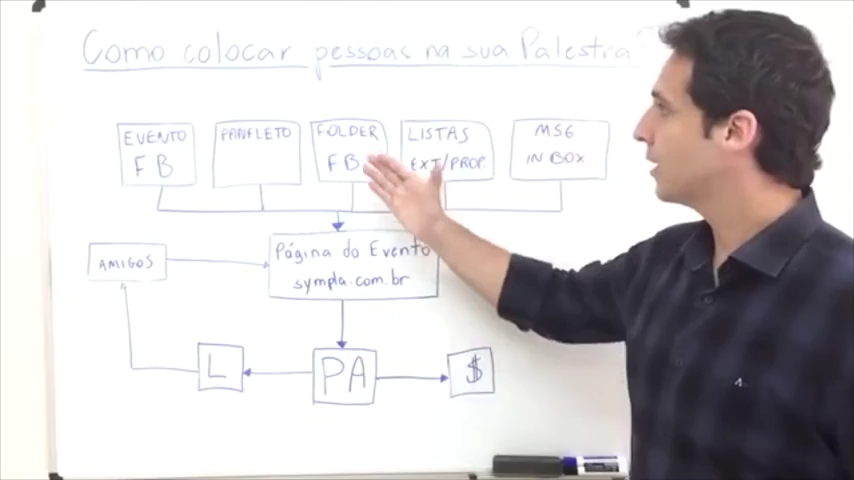 Como colocar pessoas na sua Palestra?
EVENTO
FB
PANFLETO
FOLDER
FB
LISTAS
EXT/PROP.
MSG
IN BOX
AMIGOS
Página do Evento
sympla.com.br
L
PA
$